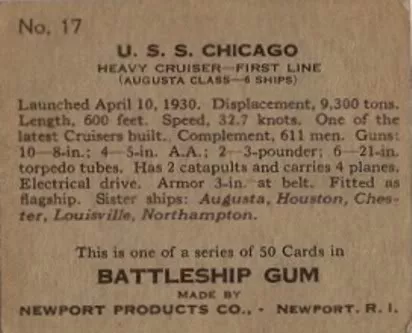 No. 17
U. S. S. CHICAGO
HEAVY CRUISER—FIRST LINE
(AUGUSTA CLASS—6 SHIPS)
Launched April 10, 1930. Displacement, 9,300 tons.
Length, 600 feet. Speed, 32.7 knots. One of the
latest Cruisers built. Complement, 611 men. Guns:
10—8-in.; 4—5-in. A.A.; 2—3-pounder; 6—21-in.
torpedo tubes. Has 2 catapults and carries 4 planes.
Electrical drive. Armor 3-in. at belt. Fitted as
flagship. Sister ships: Augusta, Houston, Ches-
ter, Louisville, Northampton.
This is one of a series of 50 Cards in
BATTLESHIP GUM
MADE BY
NEWPORT PRODUCTS CO., - NEWPORT, R. I.